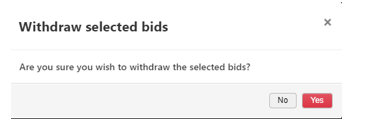 Withdraw selected bids
×
Are you sure you wish to withdraw the selected bids?
No
Yes